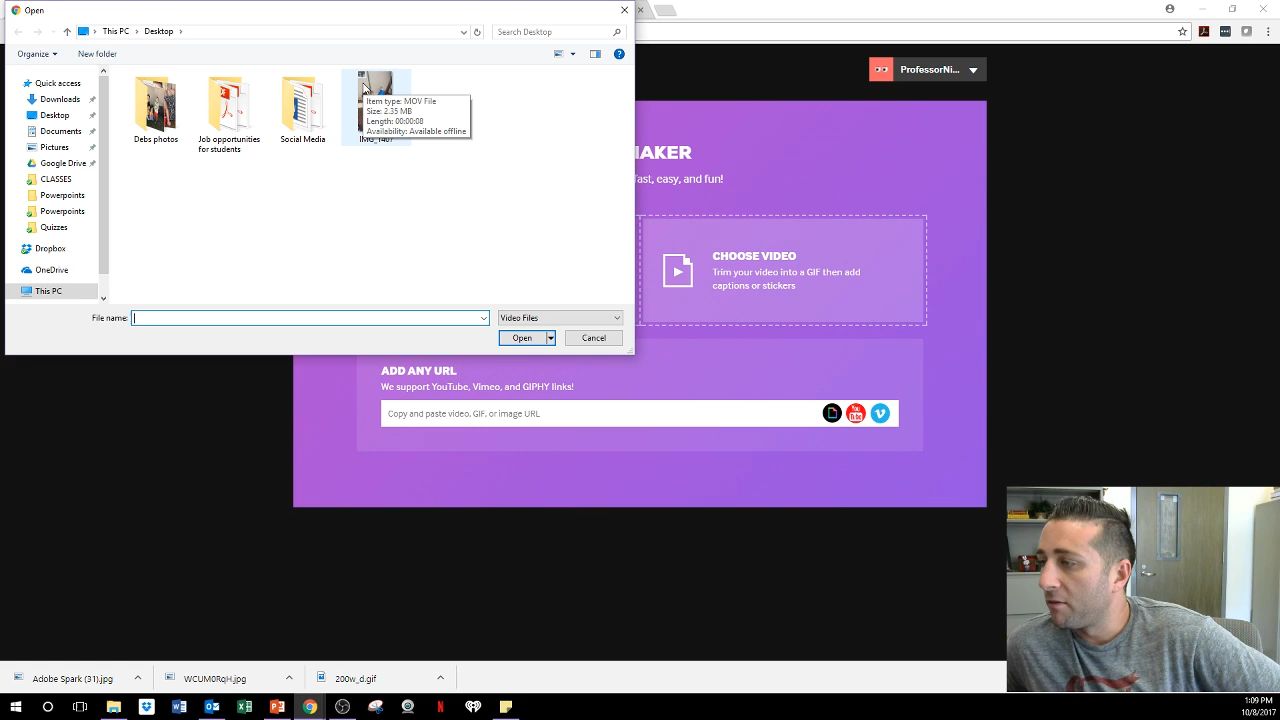 Open
This PC
Desktop
Search Desktop
Organize
New folder
Quick access
Downloads
Desktop
Documents
Pictures
Google Drive
CLASSES
Powerpoints
Powerpoints
Quizzes
Dropbox
OneDrive
This PC
Debs photos
Job opportunities
for students
Social Media
Item type: MOV File
Size: 2.35 MB
Length: 00:00:08
Availability: Available offline
File name:
Video Files
Open
Cancel
ProfessorNi...
AKER
fast, easy, and fun!
CHOOSE VIDEO
Trim your video into a GIF then add
captions or stickers
ADD ANY URL
We support YouTube, Vimeo, and GIPHY links!
Copy and paste video, GIF, or image URL
You
Tube
Adobe Spark (31).jpg
WCUM0RqH.jpg
200w_d.gif
1:09 PM
10/8/2017